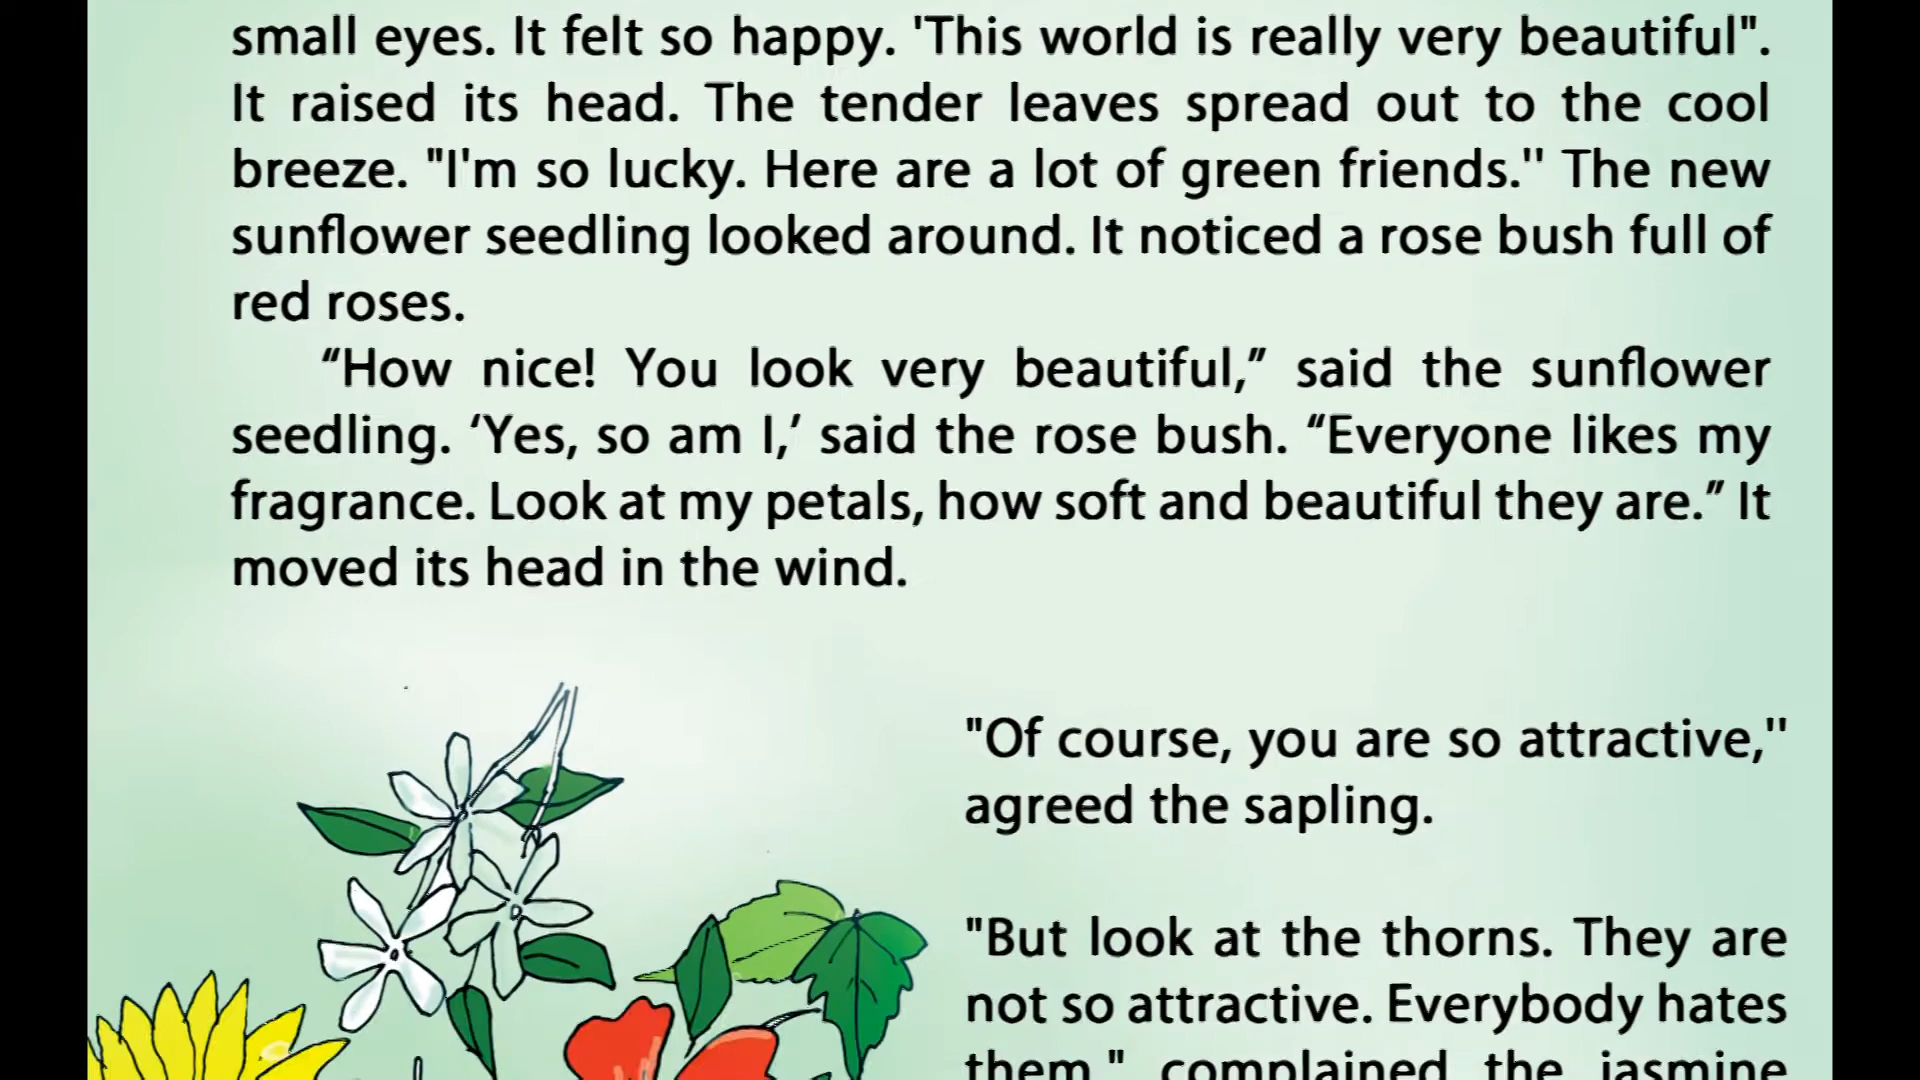 small eyes. It felt so happy. 'This world is really very beautiful".
It raised its head. The tender leaves spread out to the cool
breeze. "I'm so lucky. Here are a lot of green friends.'' The new
sunflower seedling looked around. It noticed a rose bush full of
red roses.
“How nice! You look very beautiful,” said the sunflower
seedling. ‘Yes, so am I,’ said the rose bush. “Everyone likes my
fragrance. Look at my petals, how soft and beautiful they are.” It
moved its head in the wind.
"Of course, you are so attractive,''
agreed the sapling.
"But look at the thorns. They are
not so attractive. Everybody hates
them," complained the jasmine